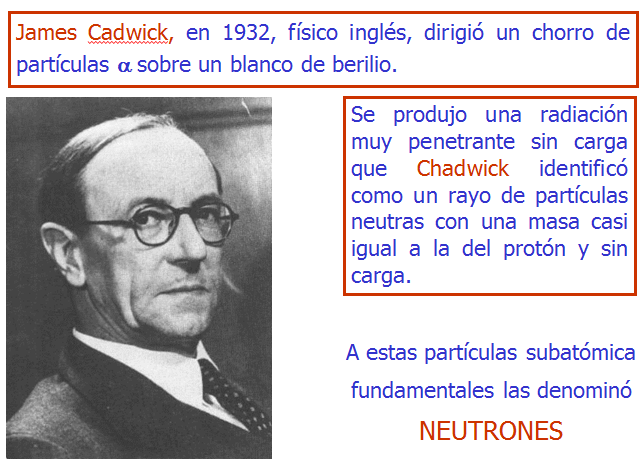 James Cadwick, en 1932, físico inglés, dirigió un chorro de
partículas α sobre un blanco de berilio.
Se produjo una radiación
muy penetrante sin carga
que Chadwick identificó
como un rayo de partículas
neutras con una masa casi
igual a la del protón y sin
carga.
A estas partículas subatómica
fundamentales las denominó
NEUTRONES